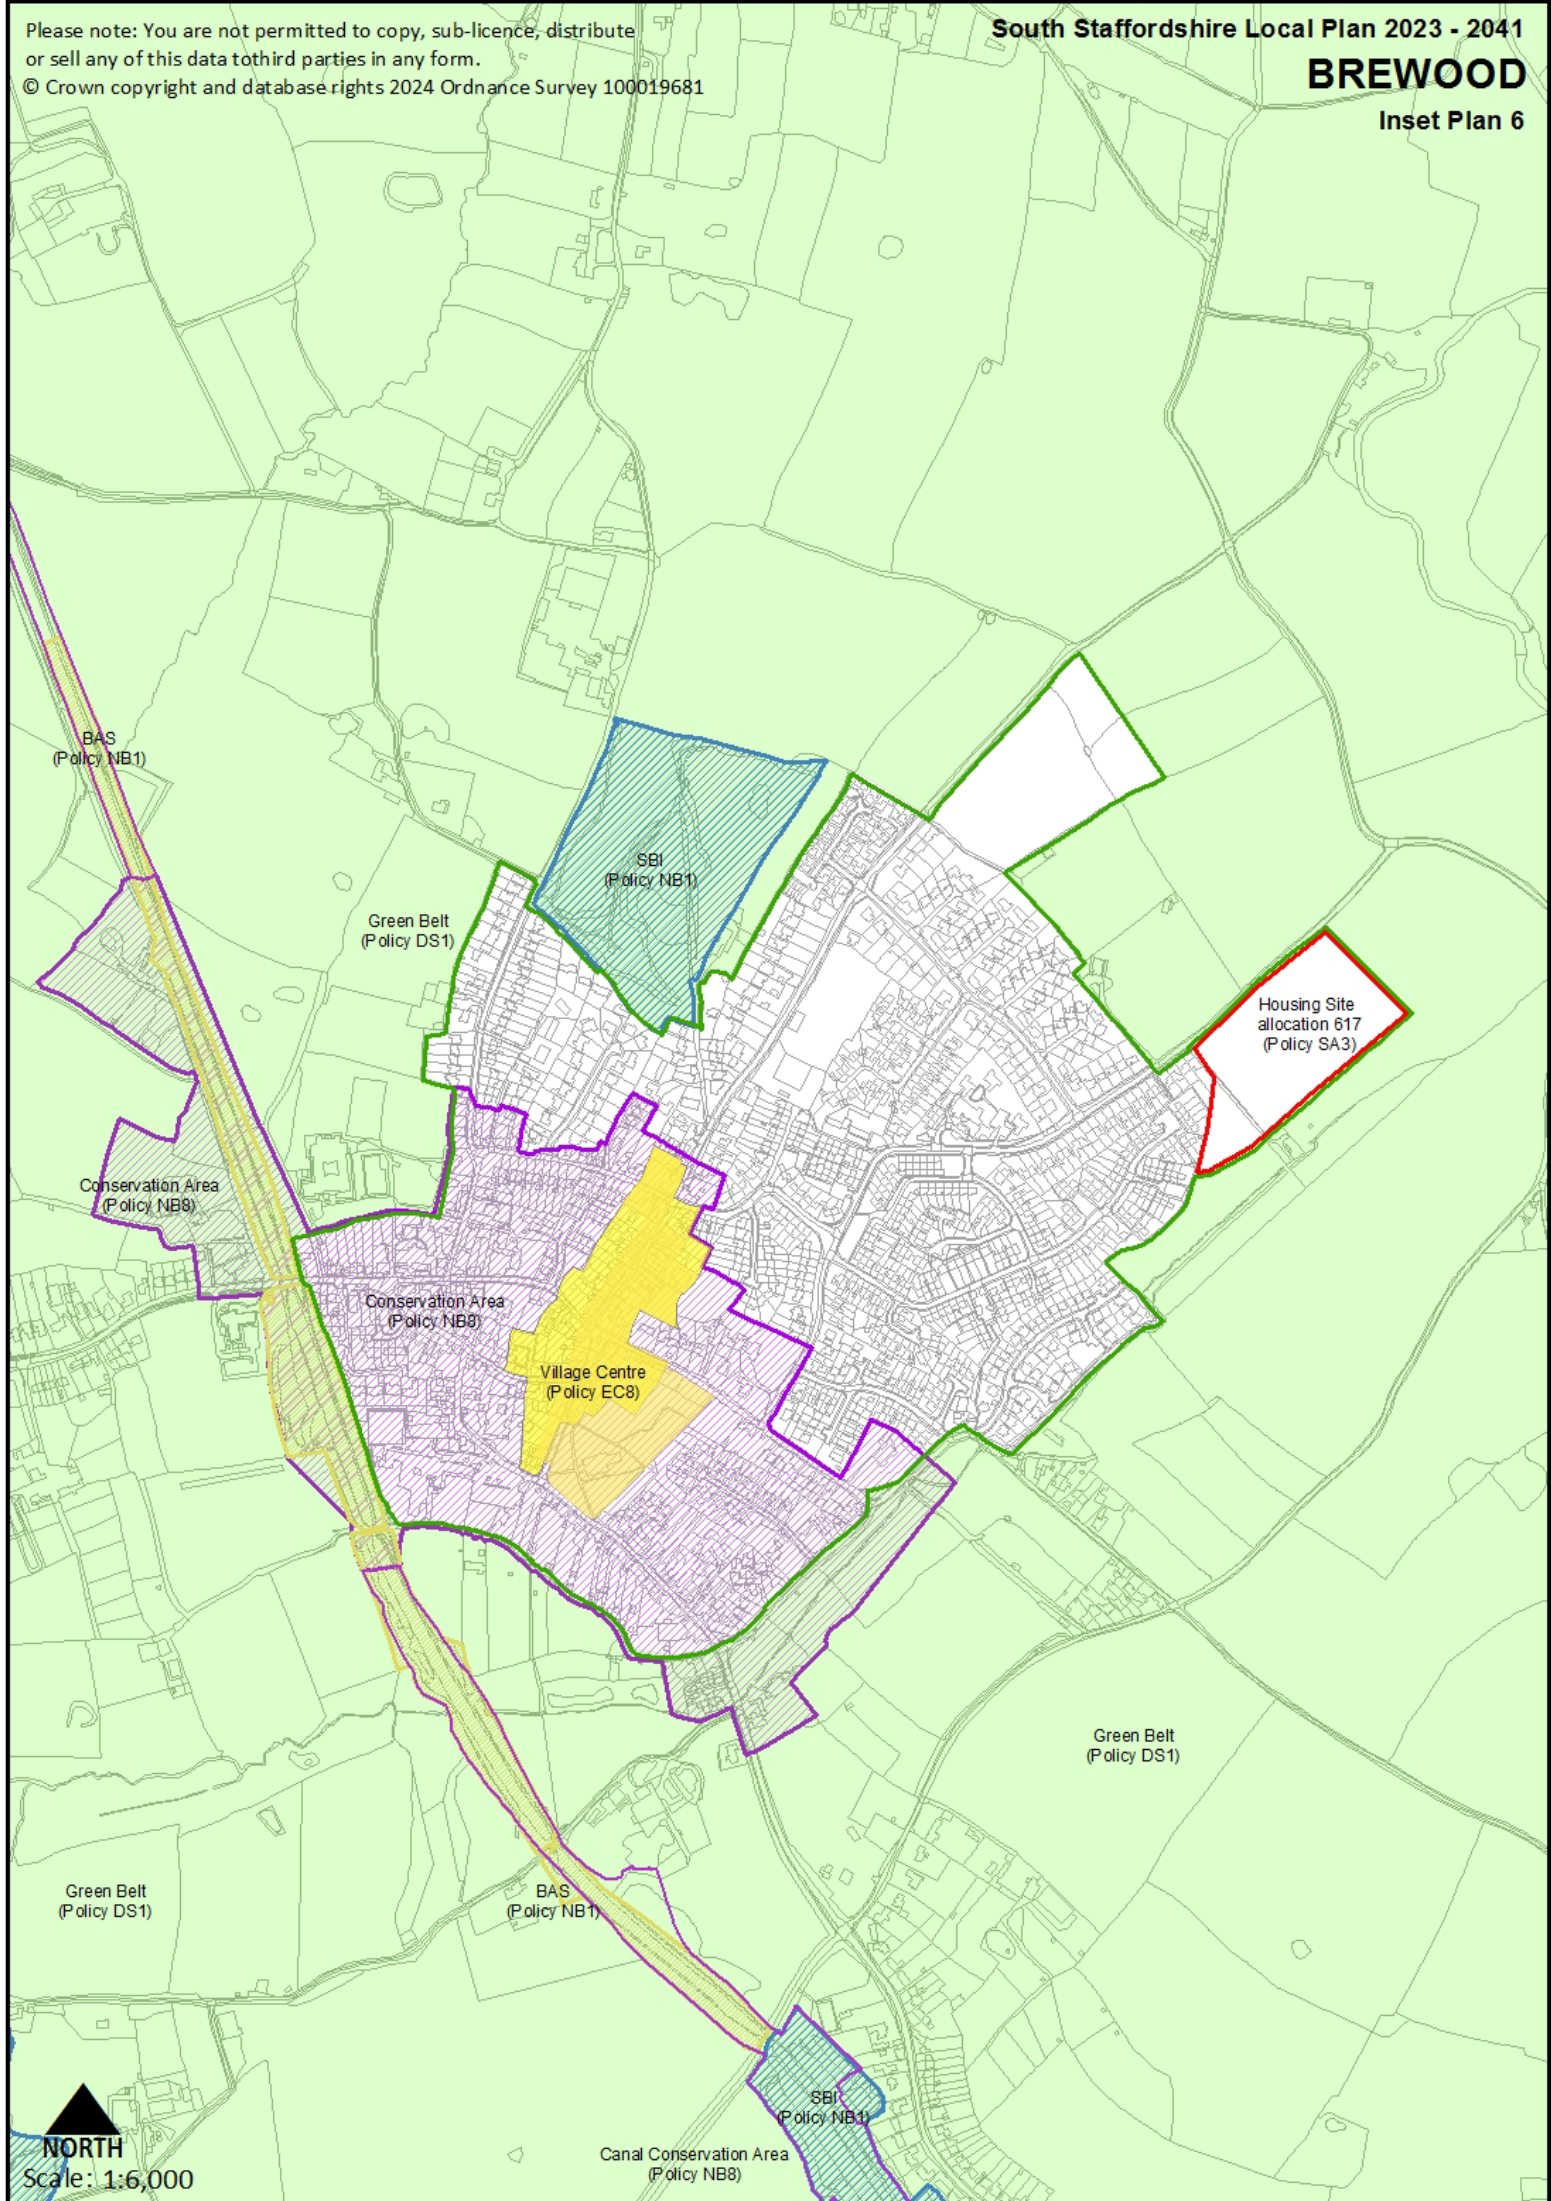 Please note: You are not permitted to copy, sub-licence, distribute
or sell any of this data tothird parties in any form.
© Crown copyright and database rights 2024 Ordnance Survey 100019681
South Staffordshire Local Plan 2023 - 2041
BREWOOD
Inset Plan 6
BAS
(Policy NB1)
SBI
(Policy NB1)
Green Belt
(Policy DS1)
Housing Site
allocation 617
(Policy SA3)
Conservation Area
(Policy NB8)
Conservation Area
(Policy NB8)
Village Centre
(Policy EC8)
Green Belt
(Policy DS1)
Green Belt
(Policy DS1)
BAS
(Policy NB1)
SBI
(Policy NB1)
Canal Conservation Area
(Policy NB8)
NORTH
Scale: 1:6,000